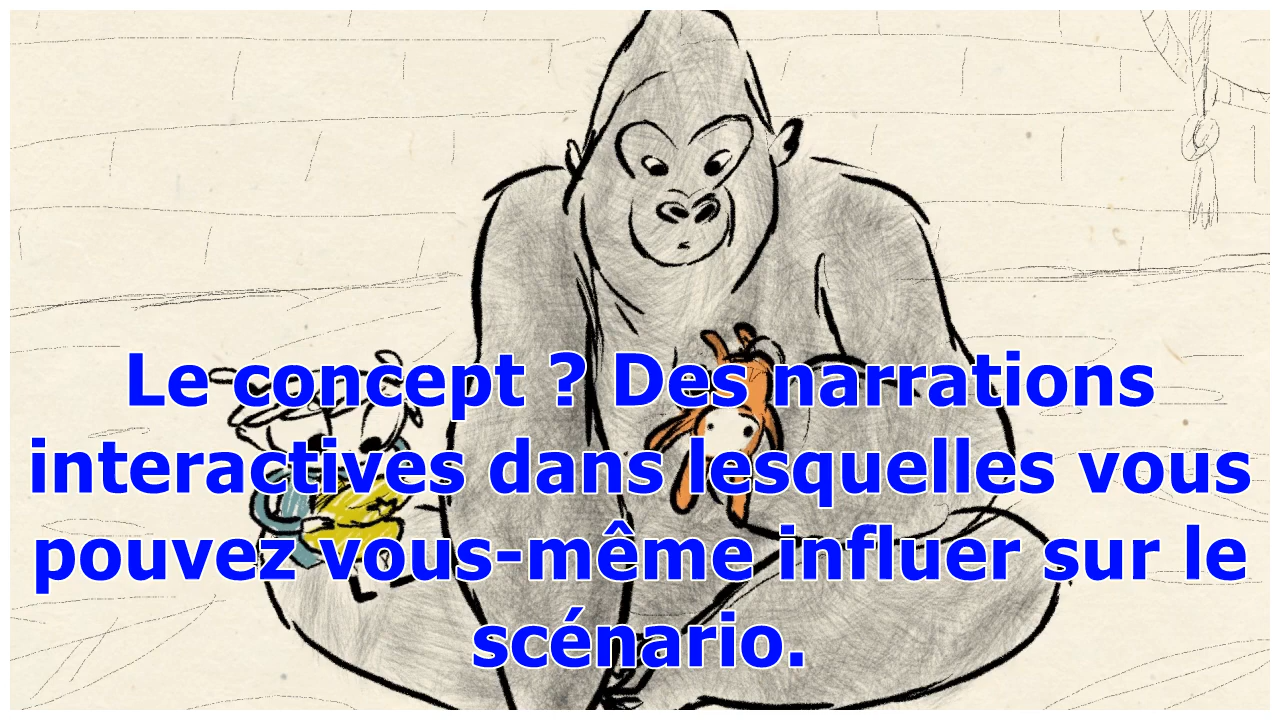 Le concept ? Des narrations
interactives dans lesquelles vous
pouvez vous-même influer sur le
scénario.